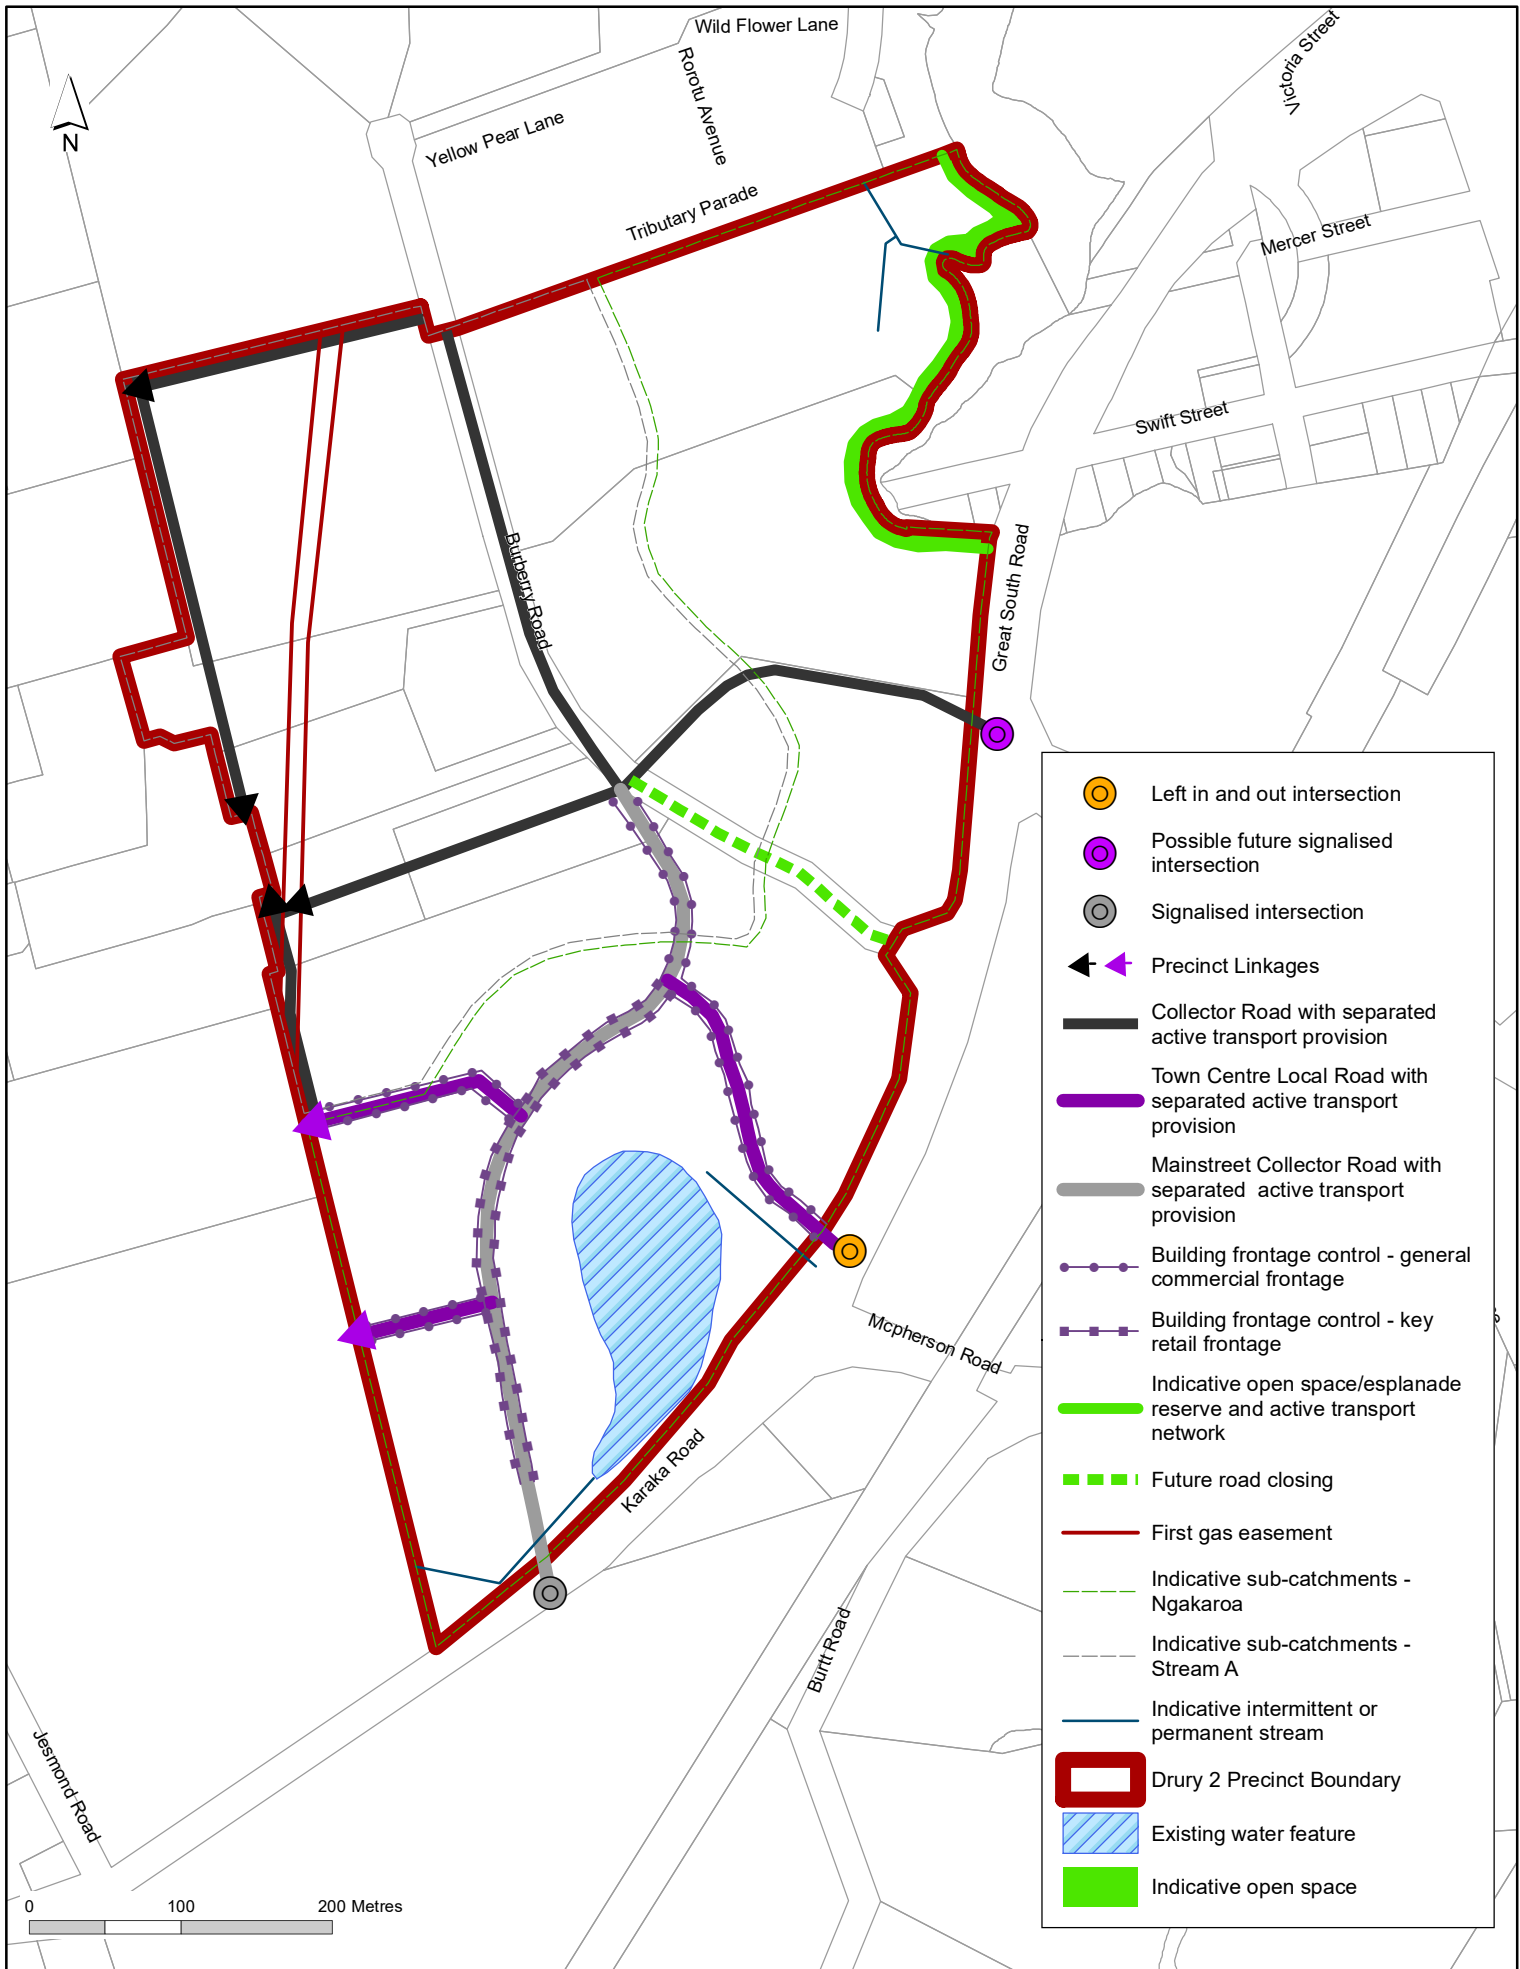 Wild Flower Lane
Rorotu Avenue
Victoria Street
N
Yellow Pear Lane
Tributary Parade
Mercer Street
Swift Street
Burberry Road
Great South Road
Mcpherson Road
Karaka Road
Burtt Road
Jesmond Road
0 100 200 Metres
Left in and out intersection
Possible future signalised
intersection
Signalised intersection
Precinct Linkages
Collector Road with separated
active transport provision
Town Centre Local Road with
separated active transport
provision
Mainstreet Collector Road with
separated active transport
provision
Building frontage control - general
commercial frontage
Building frontage control - key
retail frontage
Indicative open space/esplanade
reserve and active transport
network
Future road closing
First gas easement
Indicative sub-catchments -
Ngakaroa
Indicative sub-catchments -
Stream A
Indicative intermittent or
permanent stream
Drury 2 Precinct Boundary
Existing water feature
Indicative open space